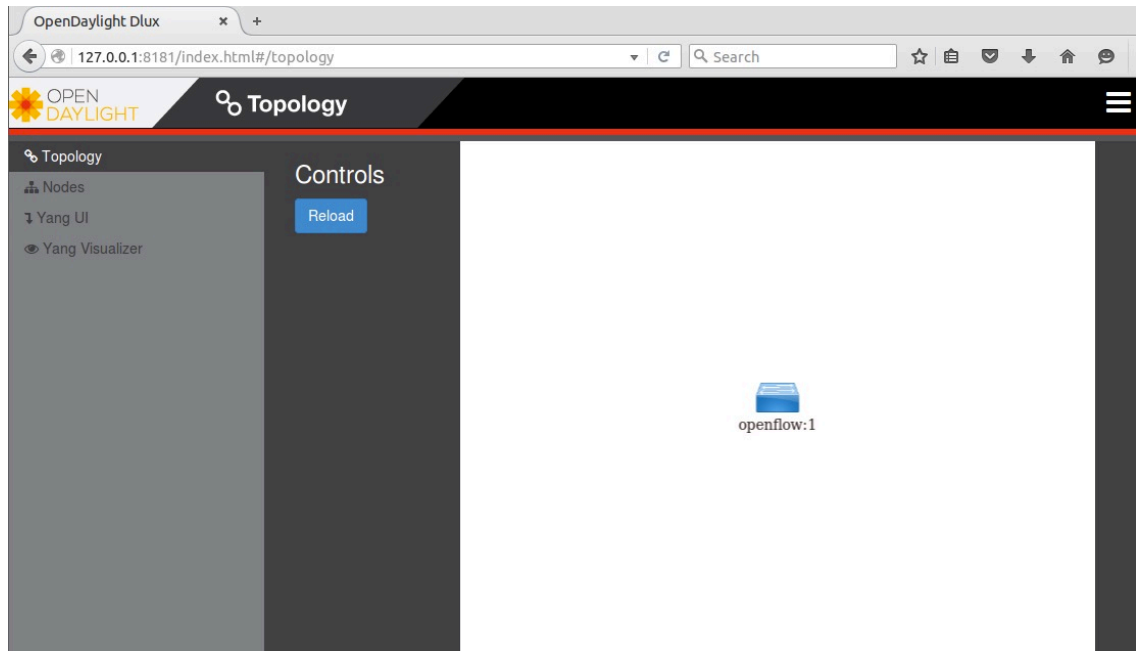 OpenDaylight Dlux
127.0.0.1:8181/index.html#/topology
Search
OPEN
DAYLIGHT
Topology
Topology
Nodes
Yang UI
Yang Visualizer
Controls
Reload
openflow:1